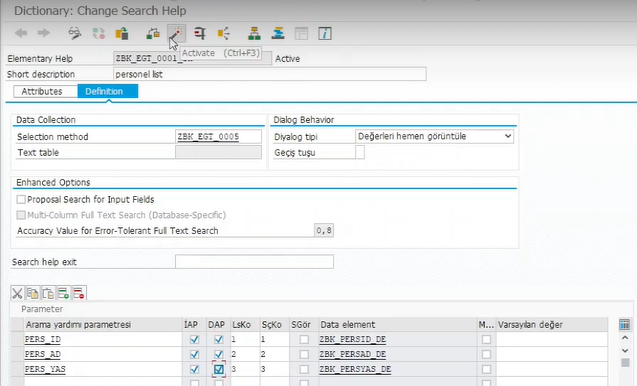 Dictionary: Change Search Help
Activate (Ctrl+F3)
Elementary Help ZBK_EGT_0001_ Active
Short description personel list
Attributes Definition
Data Collection Dialog Behavior
Selection method ZBK_EGT_0005 Diyalog tipi Değerleri hemen görüntüle
Text table Geçiş tuşu
Enhanced Options
Proposal Search for Input Fields
Multi-Column Full Text Search (Database-Specific)
Accuracy Value for Error-Tolerant Full Text Search 0,8
Search help exit
Parameter
Arama yardımı parametresi İAP DAP LsKo SçKo SGör Data element M... Varsayılan değer
PERS_ID 1 1 ZBK_PERSID_DE
PERS_AD 2 2 ZBK_PERSAD_DE
PERS_YAS 3 3 ZBK_PERSYAS_DE